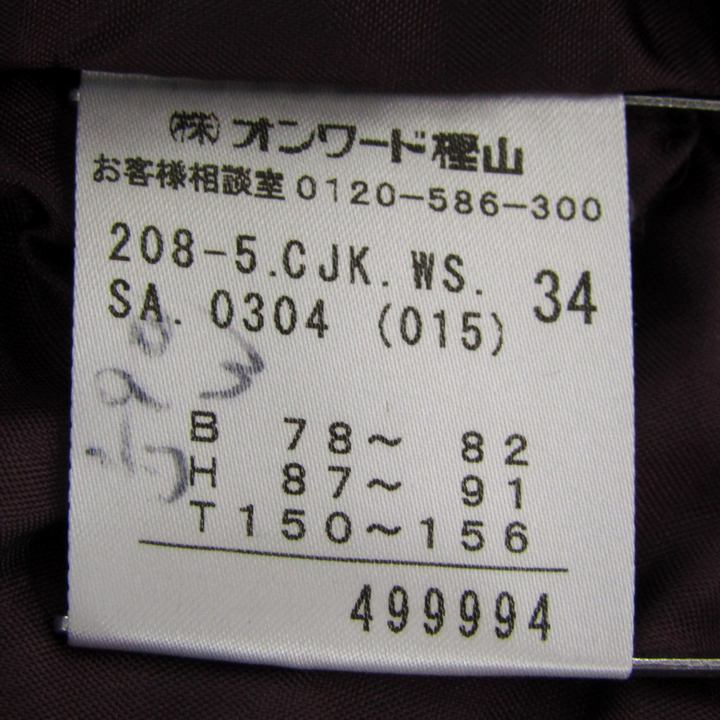 (株)オンワード樫山
お客様相談室 0120-586-300
208-5.CJK.WS.
SA. 0304 (015) 34
B 78～ 82
H 87～ 91
T 150～156
499994